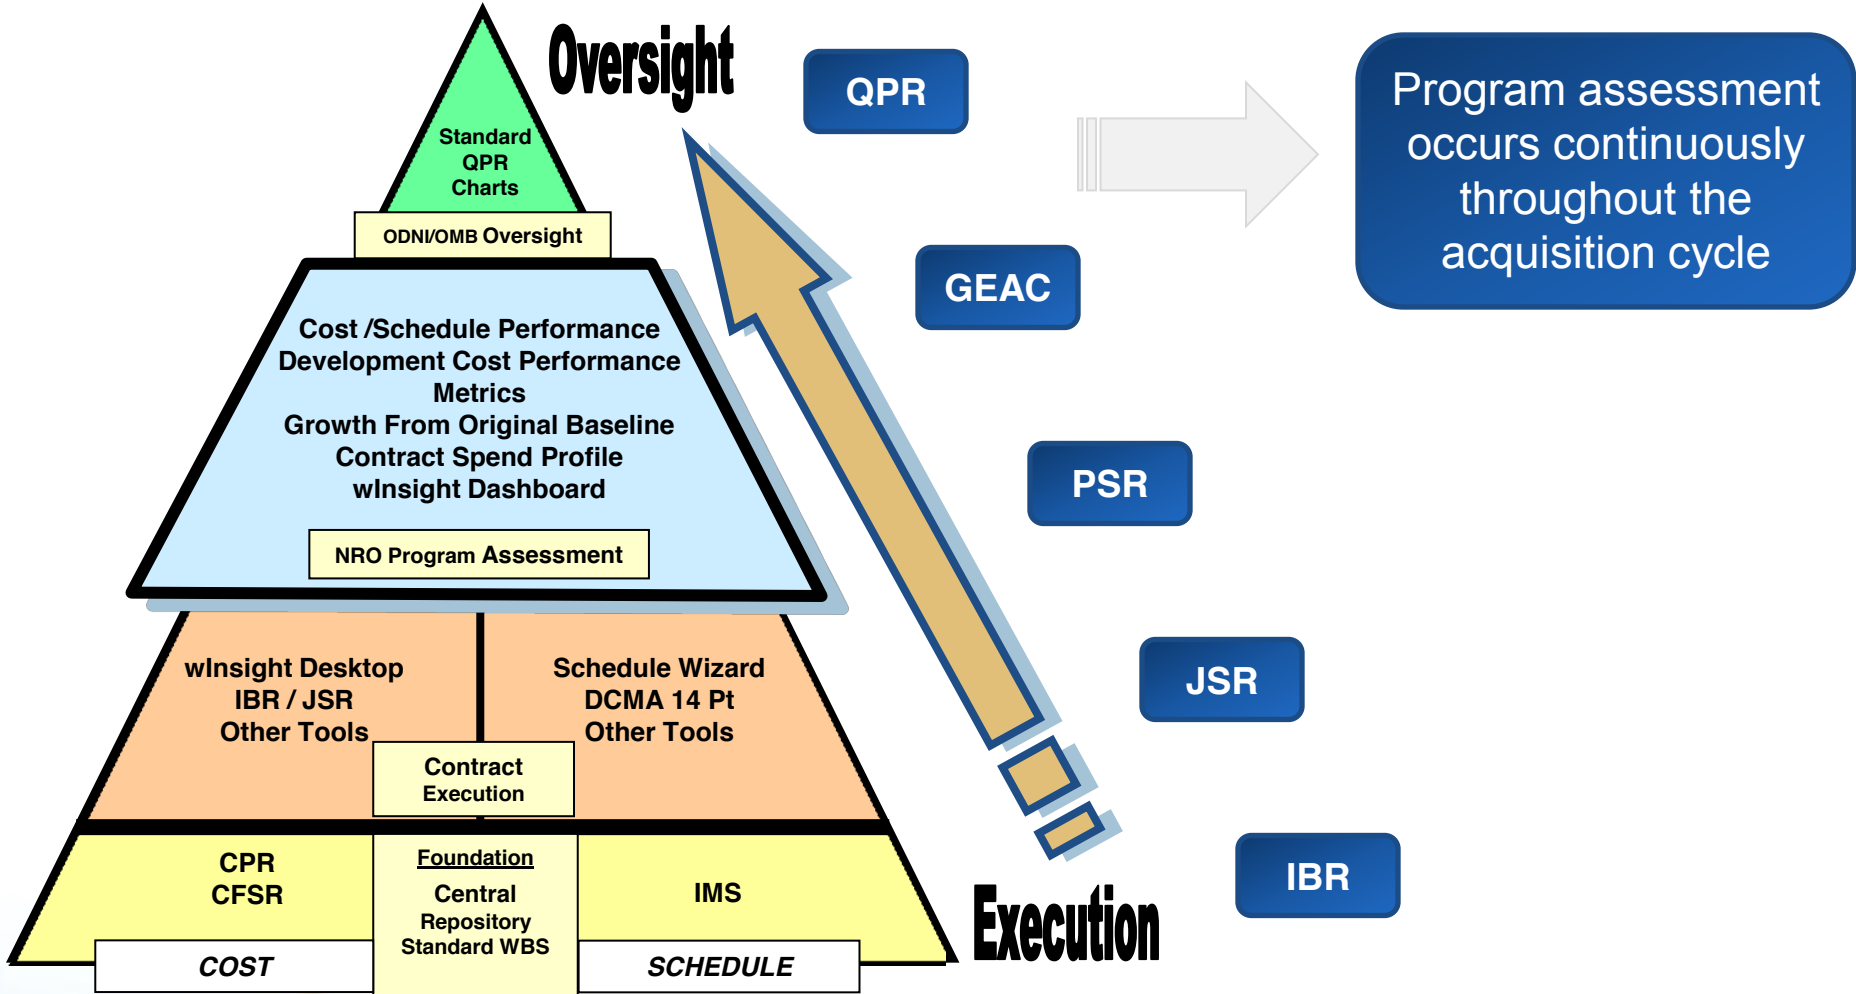 Oversight
QPR
Program assessment
occurs continuously
throughout the
acquisition cycle
Standard
QPR
Charts
ODNI/OMB Oversight
GEAC
Cost /Schedule Performance
Development Cost Performance
Metrics
Growth From Original Baseline
Contract Spend Profile
wInsight Dashboard
NRO Program Assessment
PSR
wInsight Desktop
IBR / JSR
Other Tools
Schedule Wizard
DCMA 14 Pt
Other Tools
JSR
Contract
Execution
CPR
CFSR
Foundation
Central
Repository
Standard WBS
IMS
IBR
Execution
COST
SCHEDULE